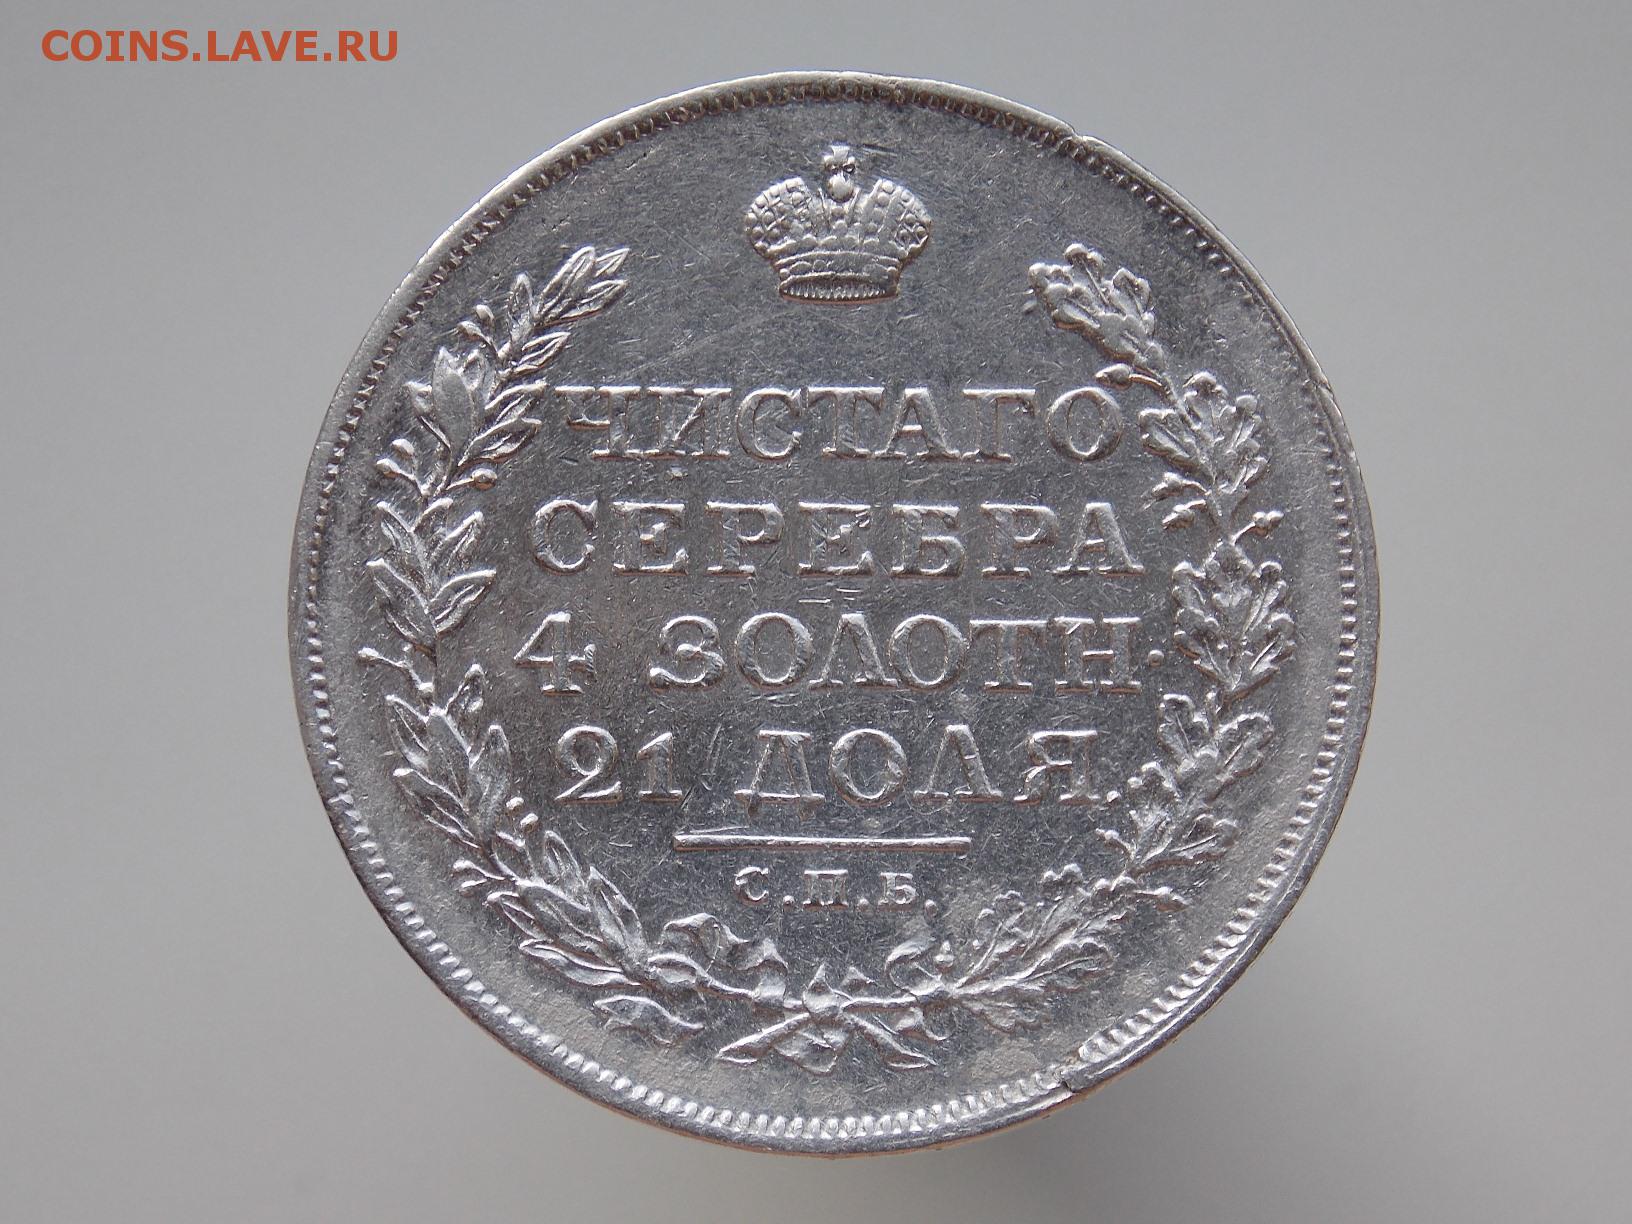 COINS.LAVE.RU
ЧИСТАГО
СЕРЕБРА
4 ЗОЛОТН.
21 ДОЛЯ.
С.П.Б.